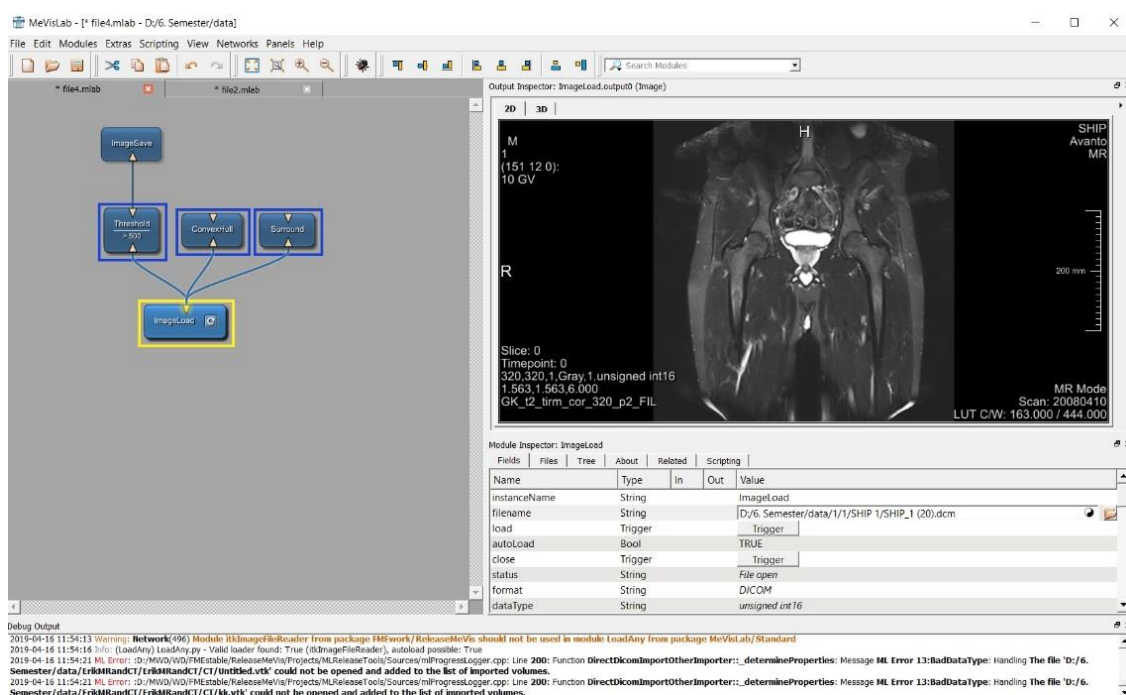 MeVisLab - [* file4.mlab - D:/6. Semester/data]
File Edit Modules Extras Scripting View Networks Panels Help
Search Modules
* file4.mlab
* file2.mlab
ImageSave
Threshold
> 500
ConvexHull
Surround
ImageLoad
Output Inspector: ImageLoad.output0 (Image)
2D 3D
M
1
(151 12 0):
10 GV
H
SHIP
Avanto
MR
R
200 mm
Slice: 0
Timepoint: 0
320,320,1,Gray,1,unsigned int16
1.563,1.563,6.000
GK_t2_tirm_cor_320_p2_FIL
MR Mode
Scan: 20080410
LUT C/W: 163.000 / 444.000
Module Inspector: ImageLoad
Fields Files Tree About Related Scripting
Name Type In Out Value
instanceName String ImageLoad
filename String D:/6. Semester/data/1/1/SHIP 1/SHIP_1 (20).dcm
load Trigger Trigger
autoLoad Bool TRUE
close Trigger Trigger
status String File open
format String DICOM
dataType String unsigned int16
Debug Output
2019-04-16 11:54:13 Warning: Network(496) Module itkImageFileReader from package FMEwork/ReleaseMeVis should not be used in module LoadAny from package MeVisLab/Standard
2019-04-16 11:54:16 Info: (LoadAny) LoadAny.py - Valid loader found: True (itkImageFileReader), autoload possible: True
2019-04-16 11:54:21 ML Error: :D:/MWD/WD/FMEstable/ReleaseMeVis/Projects/MLReleaseTools/Sources/mlProgressLogger.cpp: Line 200: Function DirectDicomImportOtherImporter::_determineProperties: Message ML Error 13:BadDataType: Handling The file 'D:/6.
Semester/data/ErikMRandCT/ErikMRandCT/CT/Untitled.vtk' could not be opened and added to the list of imported volumes.
2019-04-16 11:54:21 ML Error: :D:/MWD/WD/FMEstable/ReleaseMeVis/Projects/MLReleaseTools/Sources/mlProgressLogger.cpp: Line 200: Function DirectDicomImportOtherImporter::_determineProperties: Message ML Error 13:BadDataType: Handling The file 'D:/6.
Semester/data/ErikMRandCT/ErikMRandCT/CT/kk.vtk' could not be opened and added to the list of imported volumes.